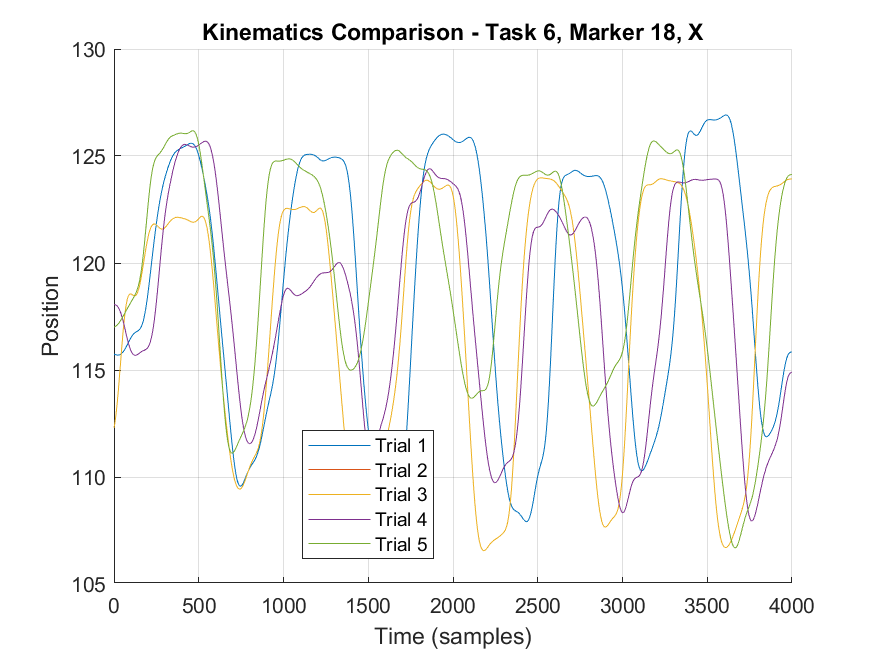 Kinematics Comparison - Task 6, Marker 18, X
130
125
120
115
110
105
Position
Trial 1
Trial 2
Trial 3
Trial 4
Trial 5
0 500 1000 1500 2000 2500 3000 3500 4000
Time (samples)